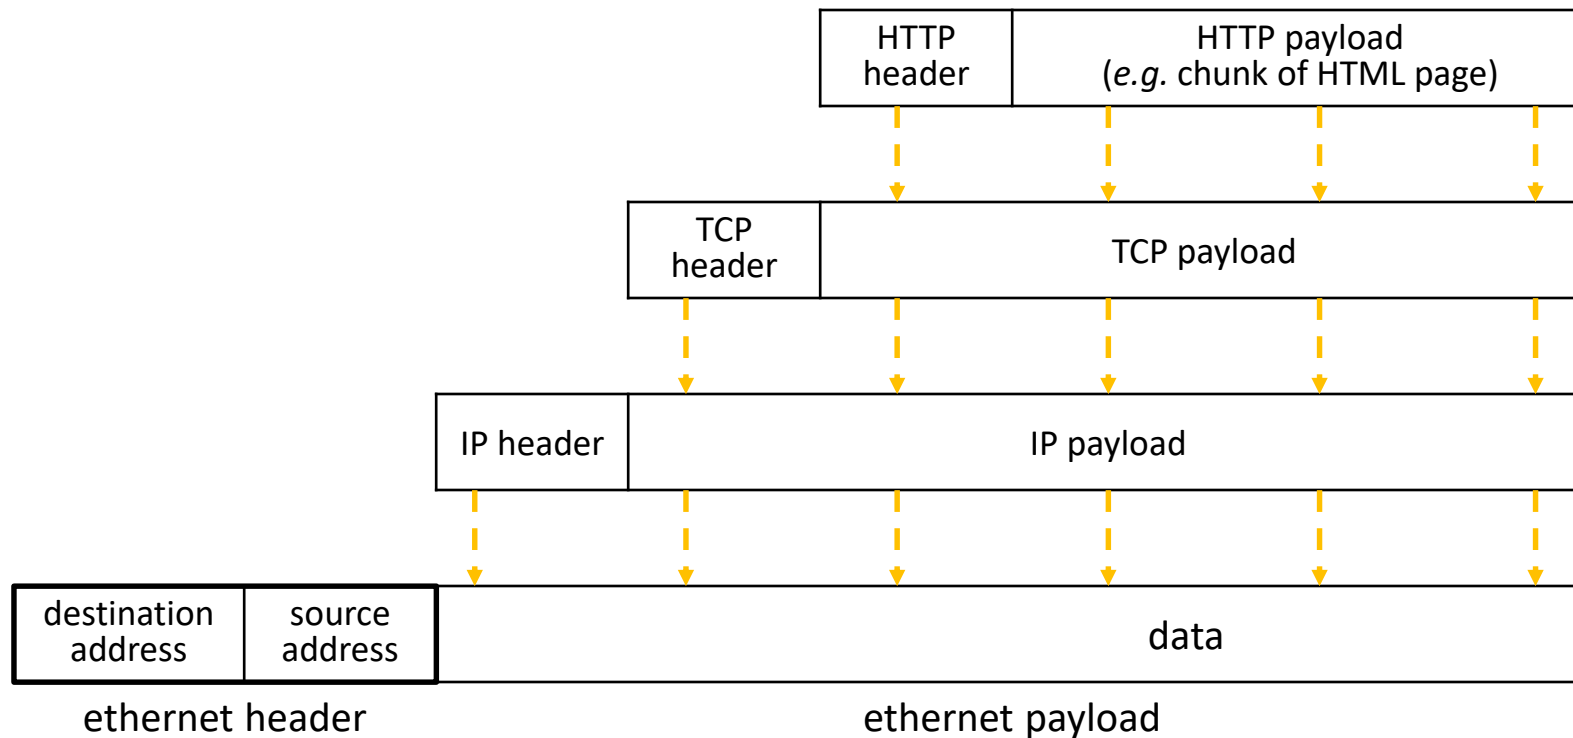 HTTP
header
HTTP payload
(e.g. chunk of HTML page)
TCP
header
TCP payload
IP header
IP payload
destination
address
source
address
data
ethernet header
ethernet payload